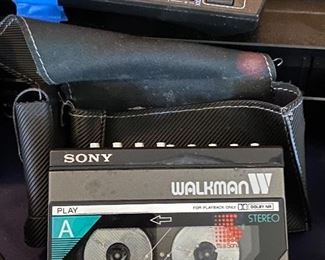 SONY
WALKMAN W
PLAY
FOR PLAYBACK ONLY DOLBY NR
A
STEREO